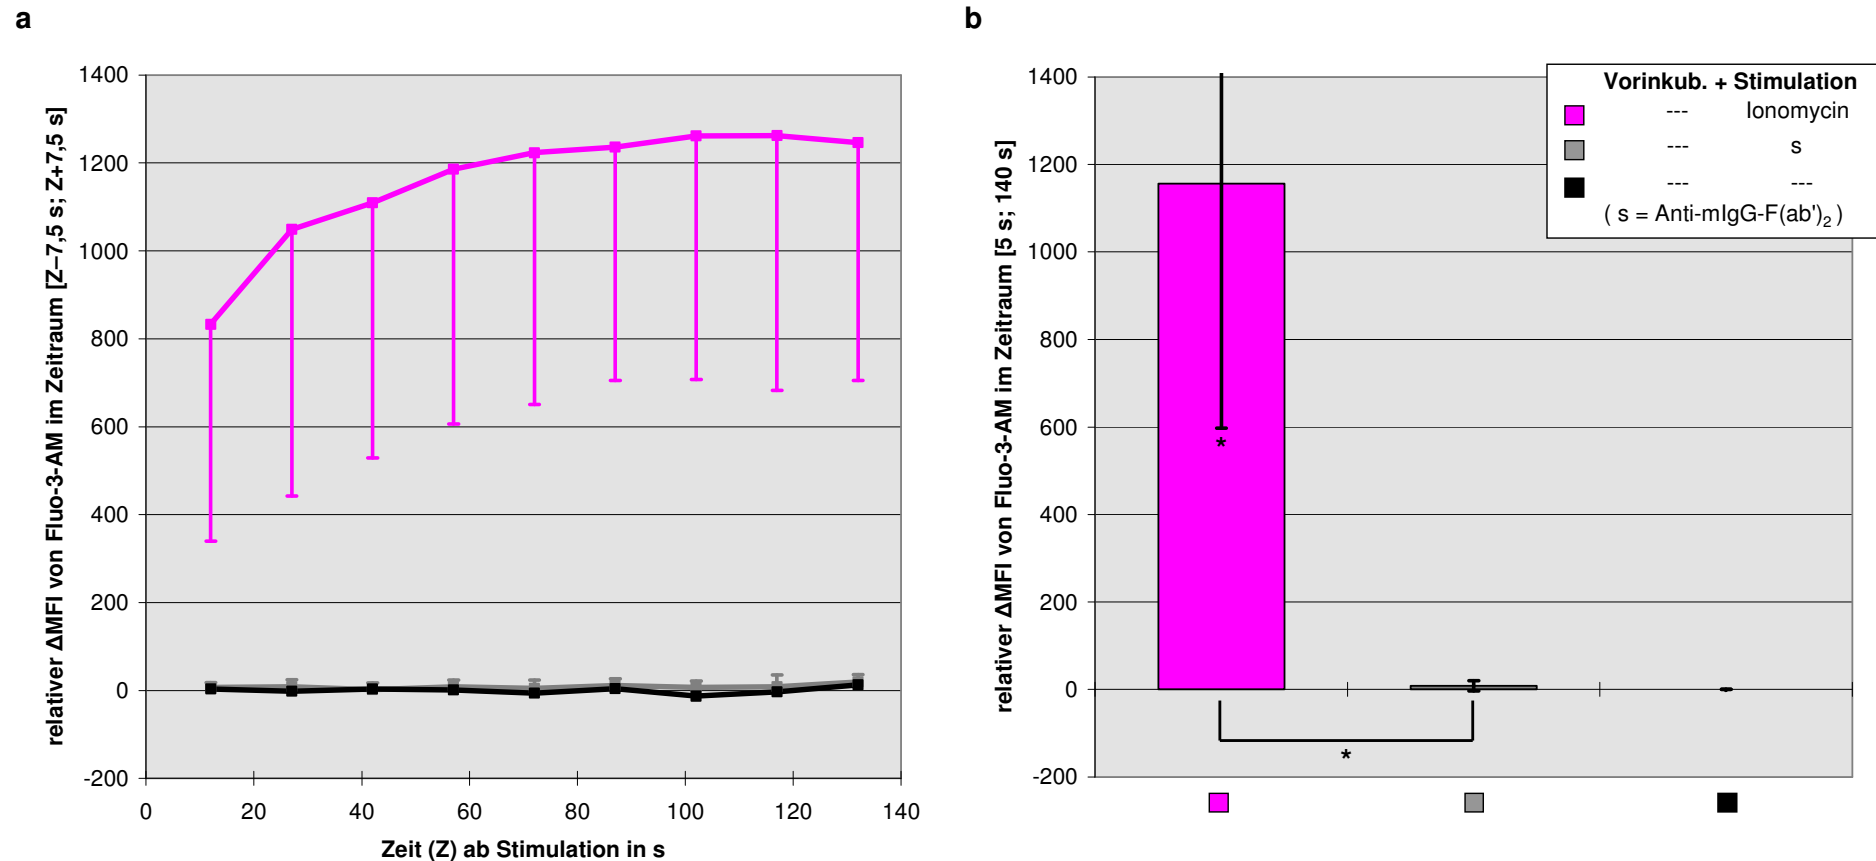 a
relativer ΔMFI von Fluo-3-AM im Zeitraum [Z–7,5 s; Z+7,5 s]
1400
1200
1000
800
600
400
200
0
-200
0 20 40 60 80 100 120 140
Zeit (Z) ab Stimulation in s
b
relativer ΔMFI von Fluo-3-AM im Zeitraum [5 s; 140 s]
1400
1200
1000
800
600
400
200
0
-200
*
*
Vorinkub. + Stimulation
--- Ionomycin
--- s
--- ---
( s = Anti-mIgG-F(ab')2 )